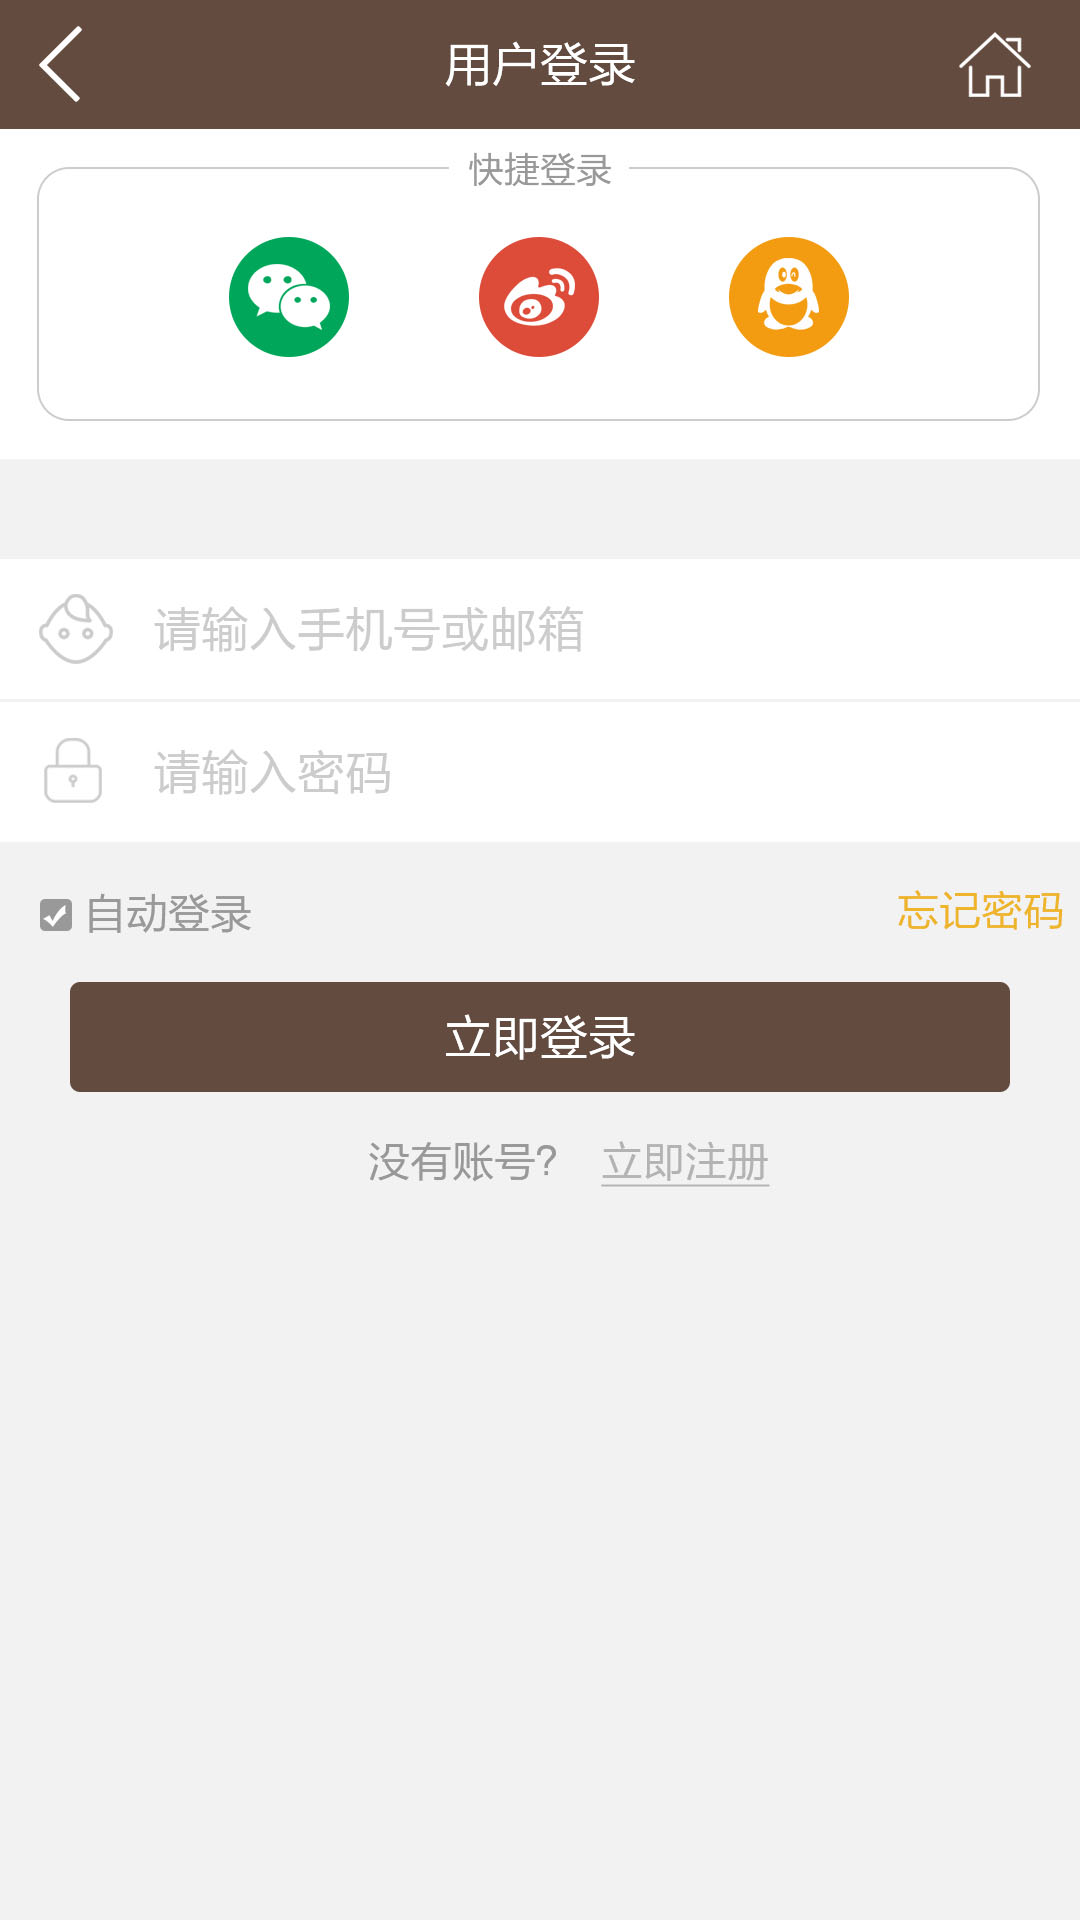 用户登录
快捷登录
请输入手机号或邮箱
请输入密码
自动登录
忘记密码
立即登录
没有账号? 立即注册